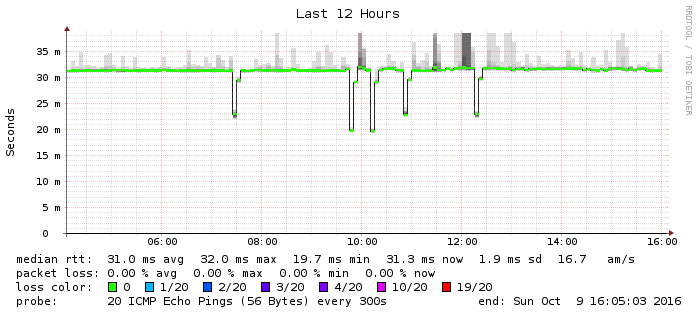 Last 12 Hours
RRDTOOL / TOBI OETIKER
Seconds
35 m
30 m
25 m
20 m
15 m
10 m
5 m
0
06:00 08:00 10:00 12:00 14:00 16:00
median rtt: 31.0 ms avg 32.0 ms max 19.7 ms min 31.3 ms now 1.9 ms sd 16.7 am/s
packet loss: 0.00 % avg 0.00 % max 0.00 % min 0.00 % now
loss color: 0 1/20 2/20 3/20 4/20 10/20 19/20
probe: 20 ICMP Echo Pings (56 Bytes) every 300s end: Sun Oct 9 16:05:03 2016